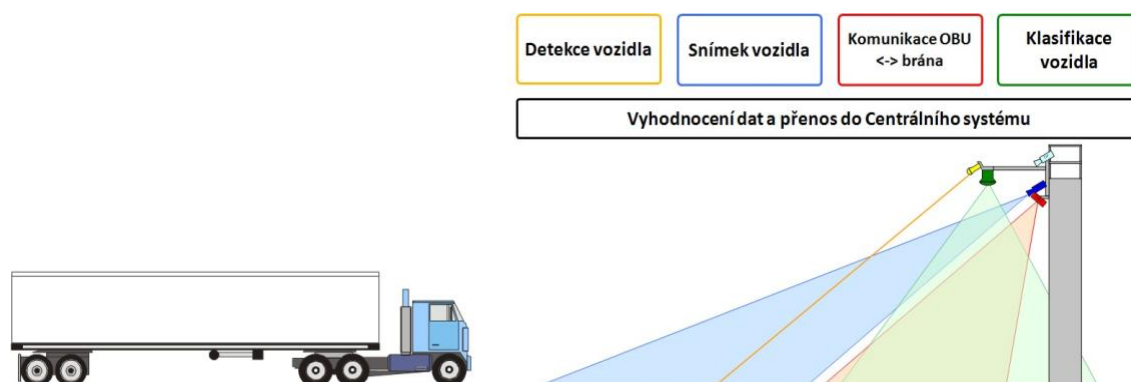 Detekce vozidla
Snímek vozidla
Komunikace OBU
<-> brána
Klasifikace
vozidla
Vyhodnocení dat a přenos do Centrálního systému